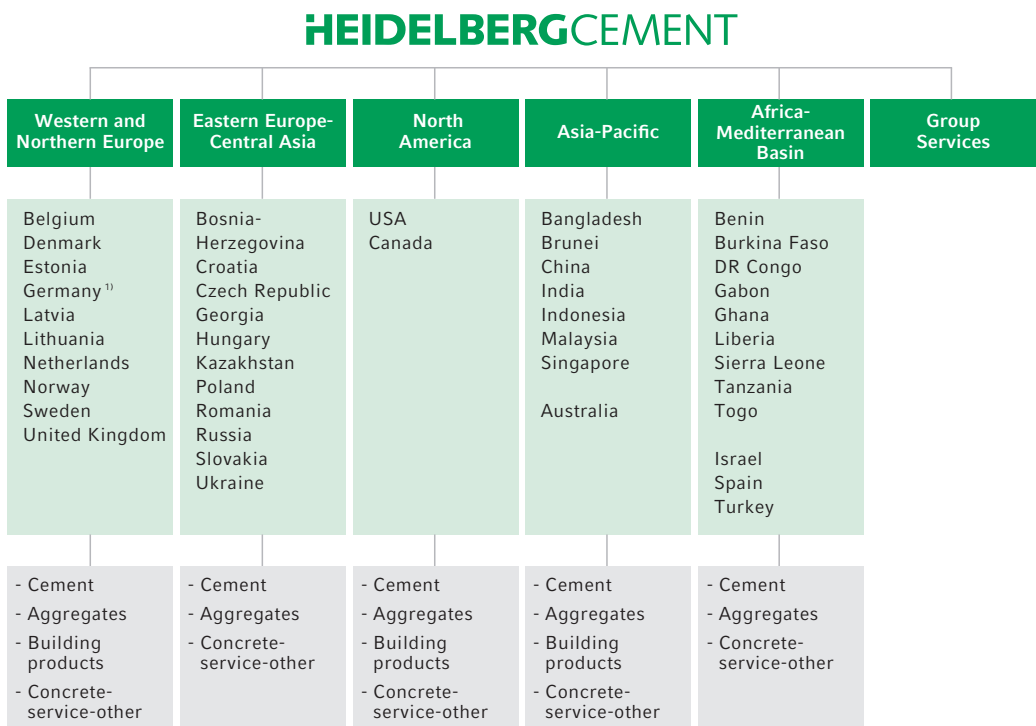 HEIDELBERGCEMENT
Western and
Northern Europe
Eastern Europe-
Central Asia
North
America
Asia-Pacific
Africa-
Mediterranean
Basin
Group
Services
Belgium
Denmark
Estonia
Germany 1)
Latvia
Lithuania
Netherlands
Norway
Sweden
United Kingdom
Bosnia-
Herzegovina
Croatia
Czech Republic
Georgia
Hungary
Kazakhstan
Poland
Romania
Russia
Slovakia
Ukraine
USA
Canada
Bangladesh
Brunei
China
India
Indonesia
Malaysia
Singapore
Australia
Benin
Burkina Faso
DR Congo
Gabon
Ghana
Liberia
Sierra Leone
Tanzania
Togo
Israel
Spain
Turkey
- Cement
- Aggregates
- Building
products
- Concrete-
service-other
- Cement
- Aggregates
- Concrete-
service-other
- Cement
- Aggregates
- Building
products
- Concrete-
service-other
- Cement
- Aggregates
- Building
products
- Concrete-
service-other
- Cement
- Aggregates
- Concrete-
service-other